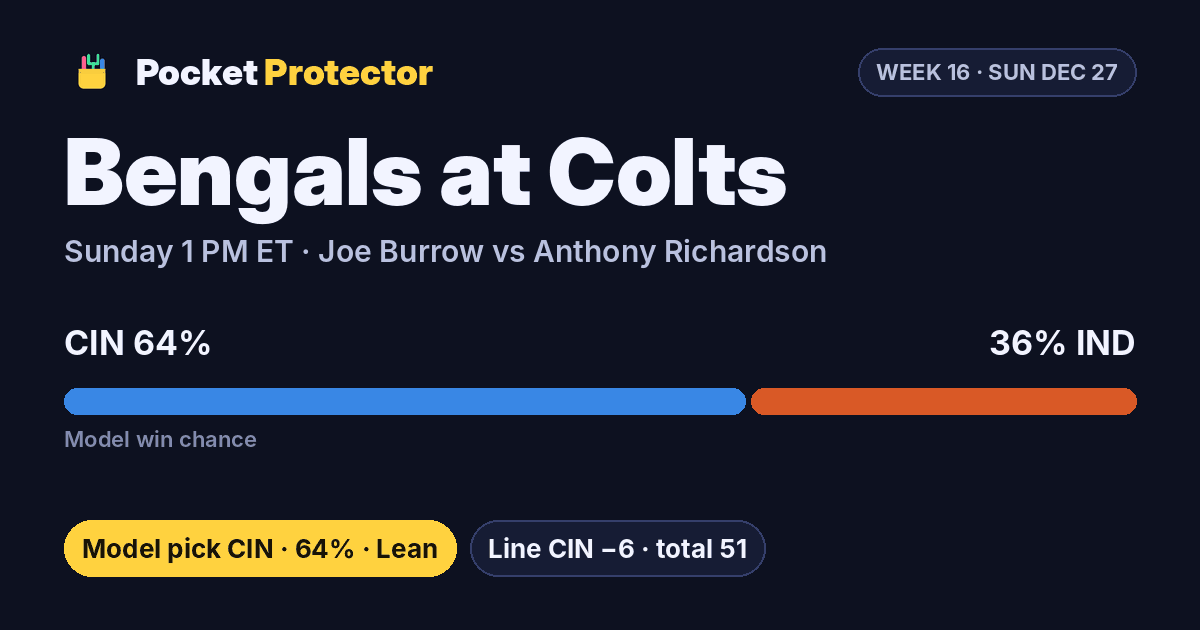 Pocket Protector
WEEK 16 · SUN DEC 27
Bengals at Colts
Sunday 1 PM ET · Joe Burrow vs Anthony Richardson
CIN 64%
36% IND
Model win chance
Model pick CIN · 64% · Lean
Line CIN −6 · total 51